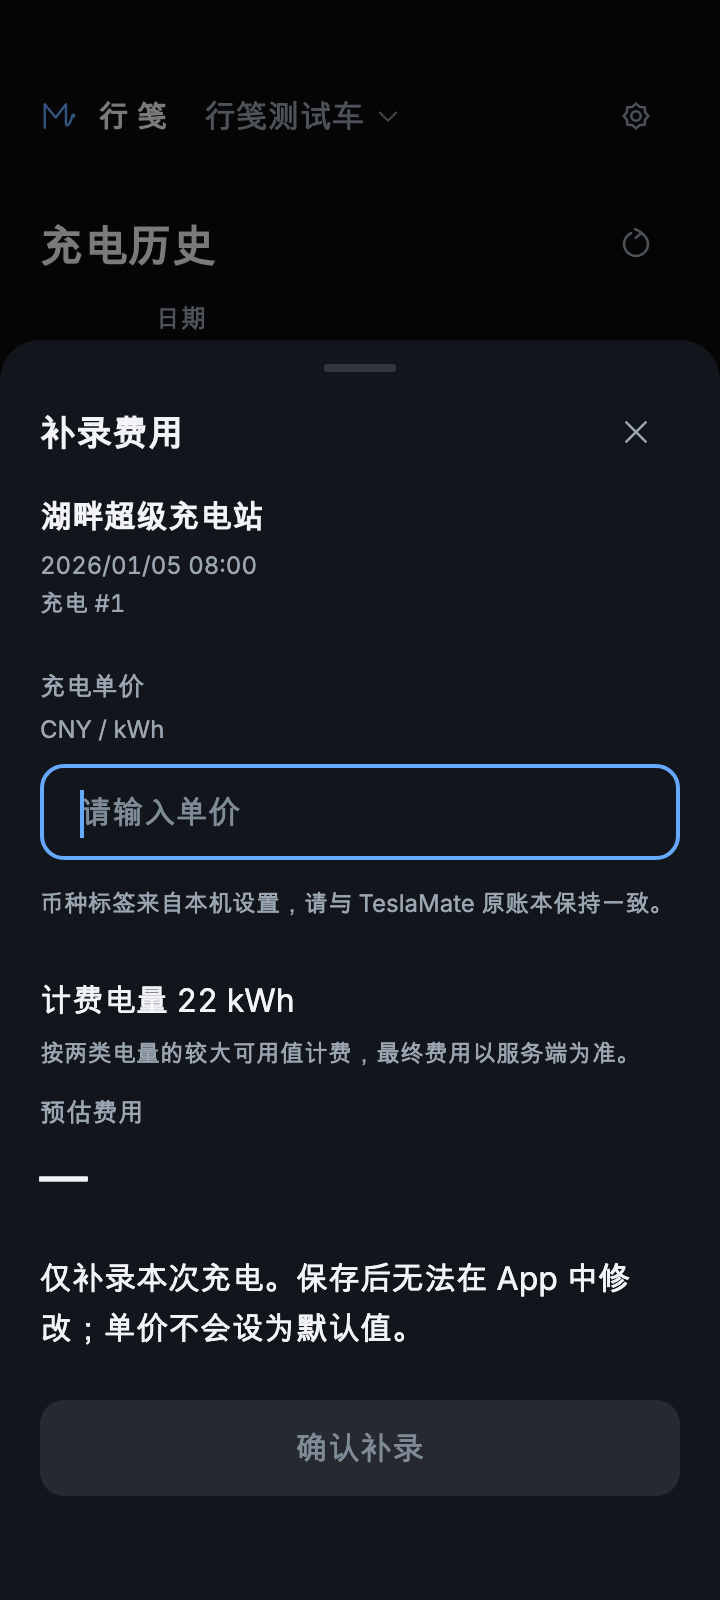 行 笺 行笺测试车
充电历史
日期
补录费用
湖畔超级充电站
2026/01/05 08:00
充电 #1
充电单价
CNY / kWh
请输入单价
币种标签来自本机设置，请与 TeslaMate 原账本保持一致。
计费电量 22 kWh
按两类电量的较大可用值计费，最终费用以服务端为准。
预估费用
—
仅补录本次充电。保存后无法在 App 中修
改；单价不会设为默认值。
确认补录